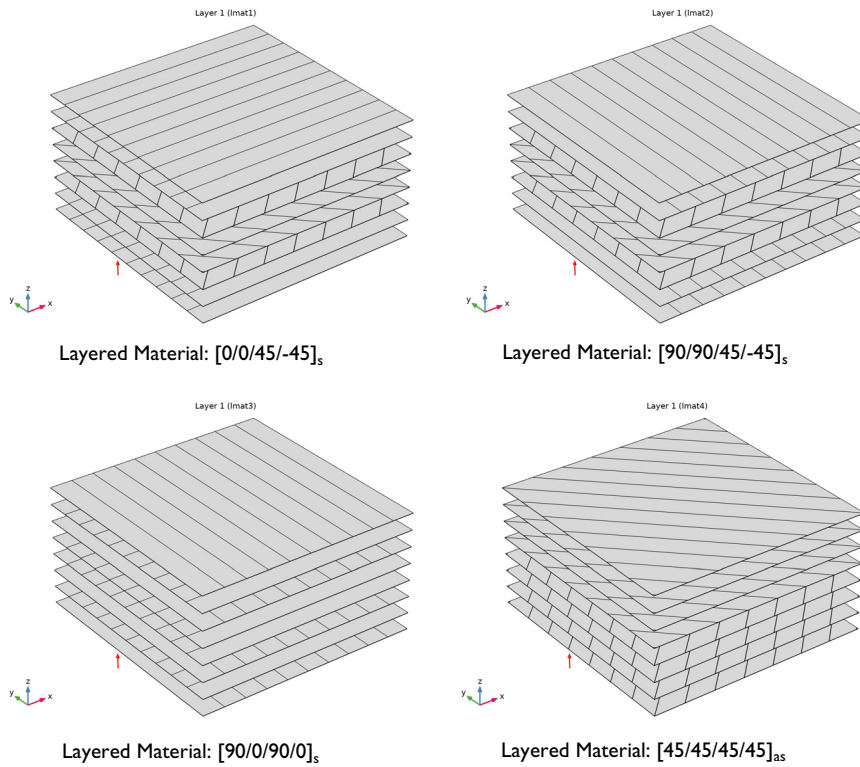 Layer 1 (lmat1)
z
y
x
Layered Material: [0/0/45/-45]s
Layer 1 (lmat2)
z
y
x
Layered Material: [90/90/45/-45]s
Layer 1 (lmat3)
z
y
x
Layered Material: [90/0/90/0]s
Layer 1 (lmat4)
z
y
x
Layered Material: [45/45/45/45]as